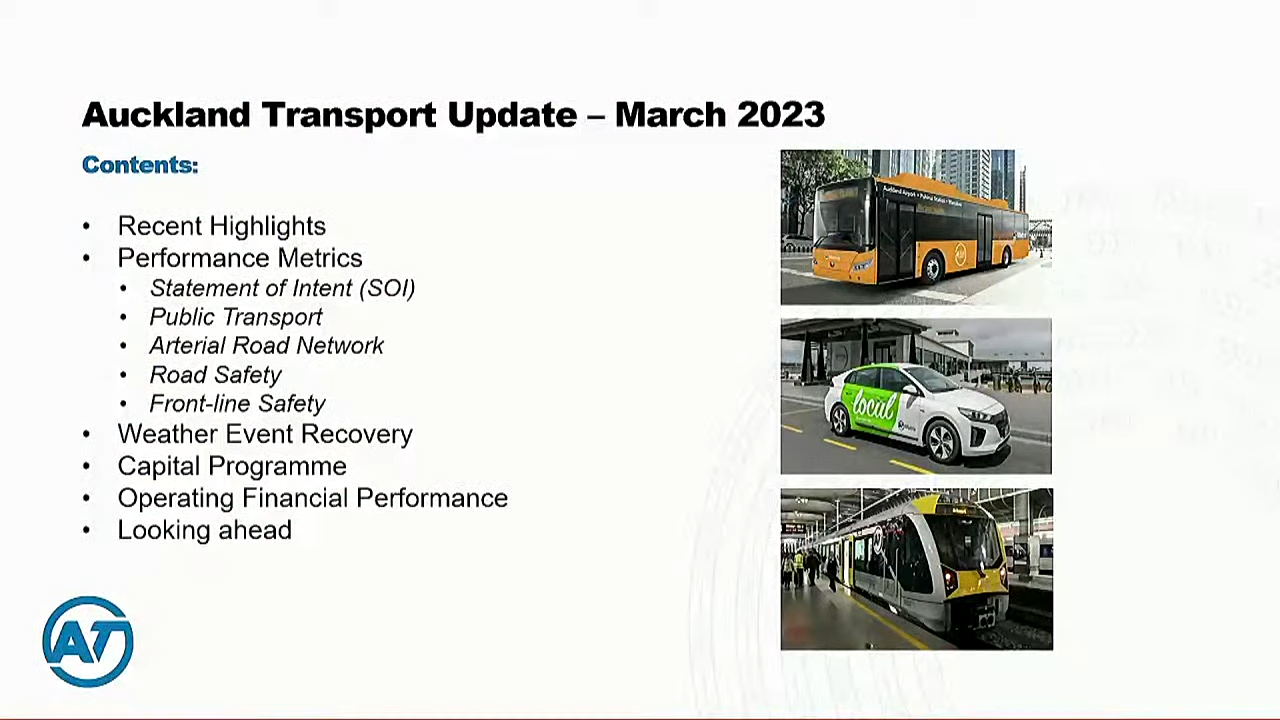 Auckland Transport Update – March 2023
Contents:
• Recent Highlights
• Performance Metrics
• Statement of Intent (SOI)
• Public Transport
• Arterial Road Network
• Road Safety
• Front-line Safety
• Weather Event Recovery
• Capital Programme
• Operating Financial Performance
• Looking ahead
local
AT